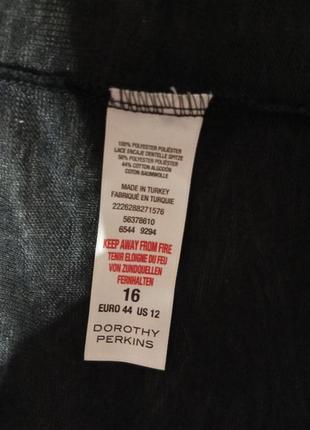 100% POLYESTER POLIÉSTER
LACE ENCAJE DENTELLE SPITZE
56% POLYESTER POLIÉSTER
44% COTTON ALGODÓN
COTON BAUMWOLLE
MADE IN TURKEY
FABRIQUÉ EN TURQUIE
2226288271576
56378610
6544 9294
KEEP AWAY FROM FIRE
TENIR ELOIGNE DU FEU
VON ZUNDQUELLEN
FERNHALTEN
16
EURO 44 US 12
DOROTHY
PERKINS